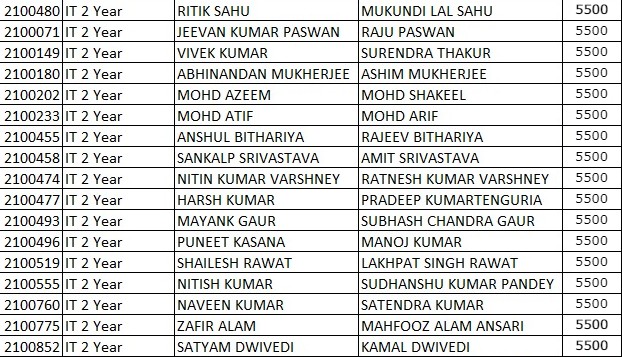 2100480 IT 2 Year RITIK SAHU MUKUNDI LAL SAHU 5500
2100071 IT 2 Year JEEVAN KUMAR PASWAN RAJU PASWAN 5500
2100149 IT 2 Year VIVEK KUMAR SURENDRA THAKUR 5500
2100180 IT 2 Year ABHINANDAN MUKHERJEE ASHIM MUKHERJEE 5500
2100202 IT 2 Year MOHD AZEEM MOHD SHAKEEL 5500
2100233 IT 2 Year MOHD ATIF MOHD ARIF 5500
2100455 IT 2 Year ANSHUL BITHARIYA RAJEEV BITHARIYA 5500
2100458 IT 2 Year SANKALP SRIVASTAVA AMIT SRIVASTAVA 5500
2100474 IT 2 Year NITIN KUMAR VARSHNEY RATNESH KUMAR VARSHNEY 5500
2100477 IT 2 Year HARSH KUMAR PRADEEP KUMARTENGURIA 5500
2100493 IT 2 Year MAYANK GAUR SUBHASH CHANDRA GAUR 5500
2100496 IT 2 Year PUNEET KASANA MANOJ KUMAR 5500
2100519 IT 2 Year SHAILESH RAWAT LAKHPAT SINGH RAWAT 5500
2100555 IT 2 Year NITISH KUMAR SUDHANSHU KUMAR PANDEY 5500
2100760 IT 2 Year NAVEEN KUMAR SATENDRA KUMAR 5500
2100775 IT 2 Year ZAFIR ALAM MAHFOOZ ALAM ANSARI 5500
2100852 IT 2 Year SATYAM DWIVEDI KAMAL DWIVEDI 5500